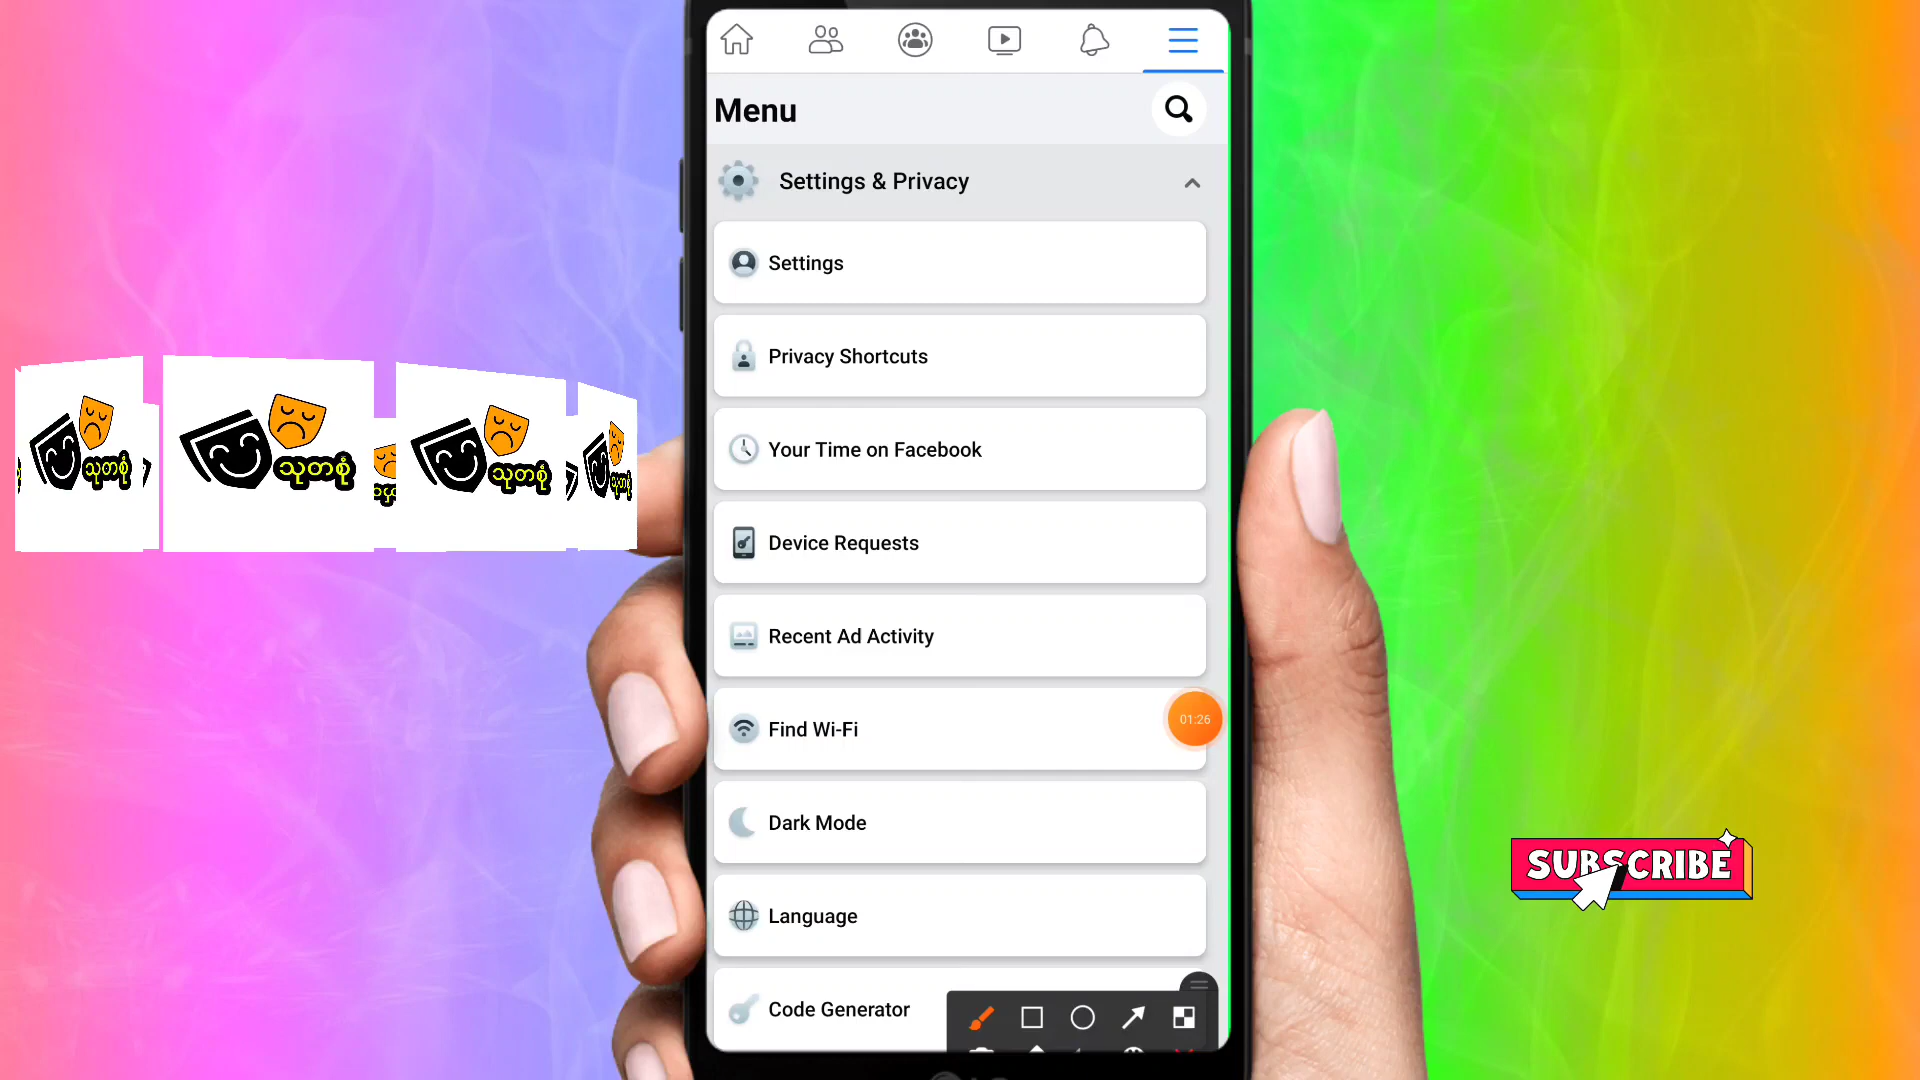 Menu
Settings & Privacy
Settings
Privacy Shortcuts
Your Time on Facebook
Device Requests
Recent Ad Activity
Find Wi-Fi
01:26
Dark Mode
Language
Code Generator
သုတစုံ
သုတစုံ
သုတစုံ
သုတစုံ
SUBSCRIBE